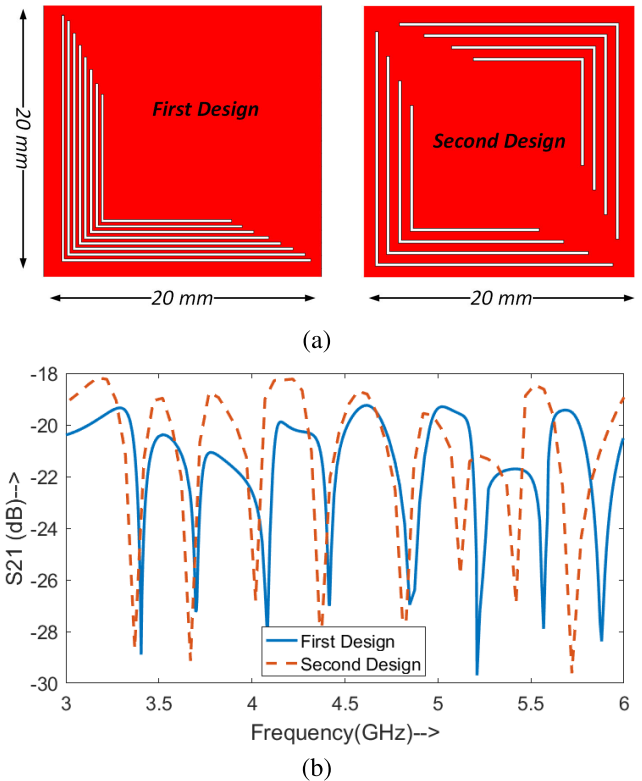 First Design
Second Design
20 mm
20 mm
20 mm
(a)
-18
-20
-22
-24
-26
-28
-30
S21 (dB)-->
First Design
Second Design
3
3.5
4
4.5
5
5.5
6
Frequency(GHz)-->
(b)